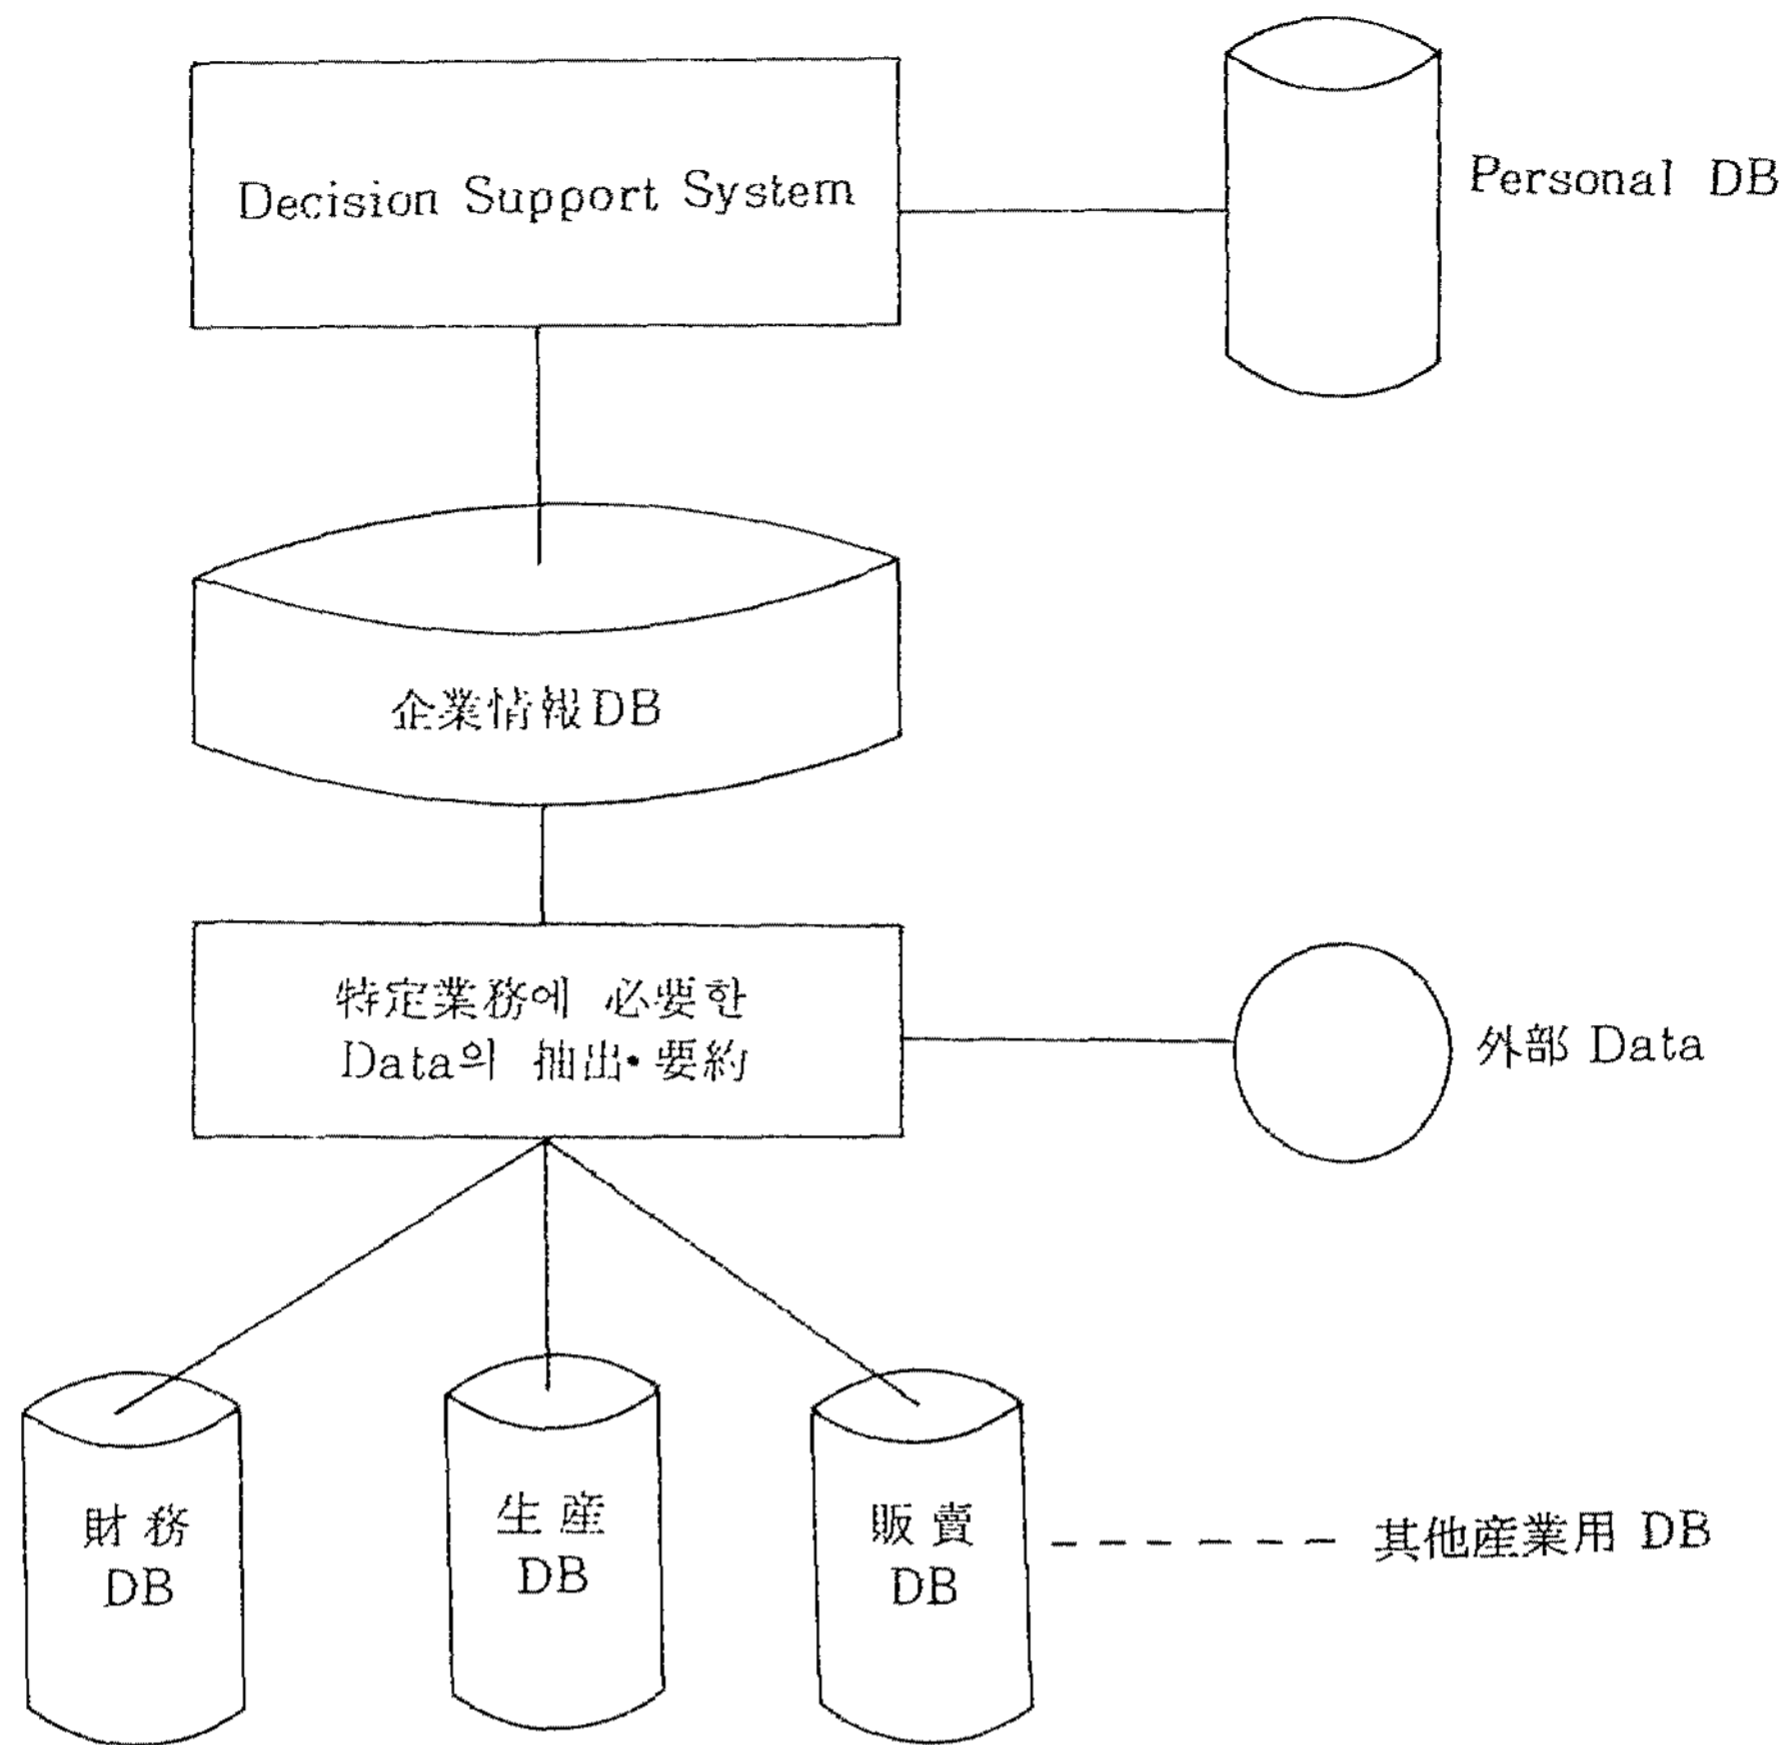 Decision Support System
Personal DB
企業情報DB
特定業務에 必要한
Data의 抽出·要約
外部 Data
財務
DB
生産
DB
販賣
DB
其他産業用 DB